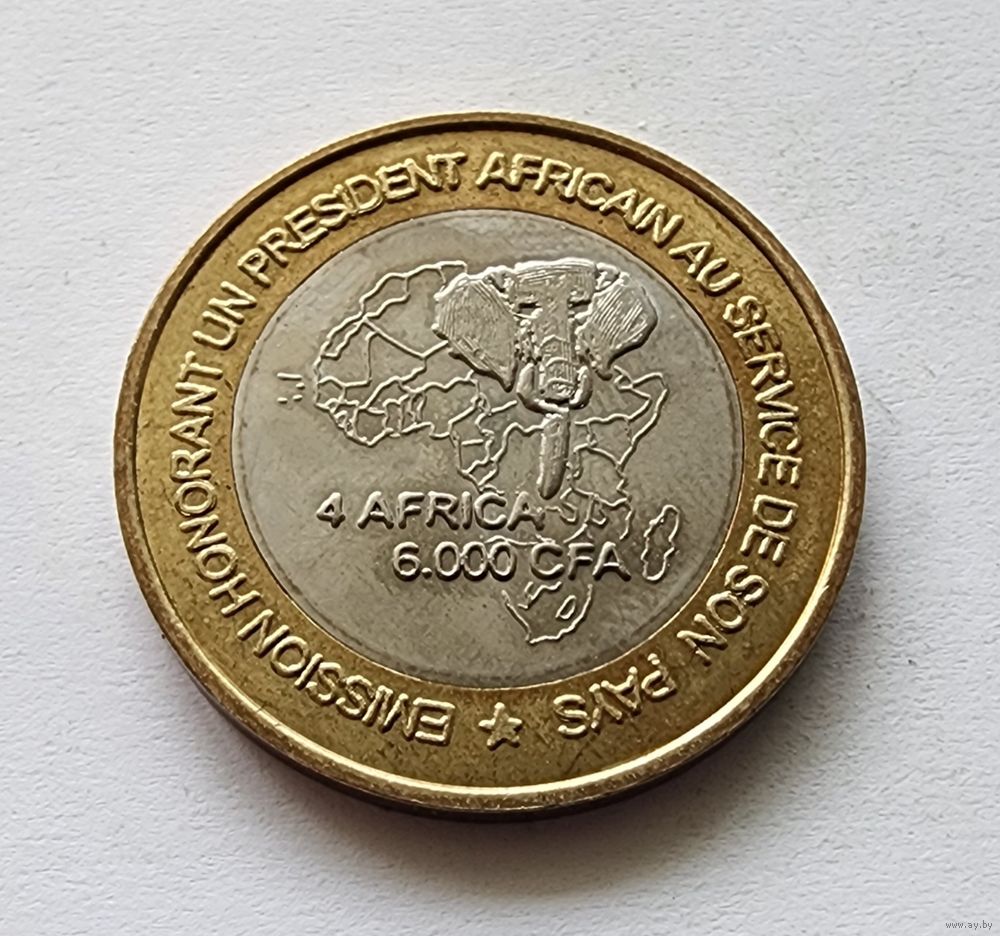 EMISSION HONORANT UN PRESIDENT AFRICAIN AU SERVICE DE SON PAYS
4 AFRICA
6.000 CFA
www.ay.by